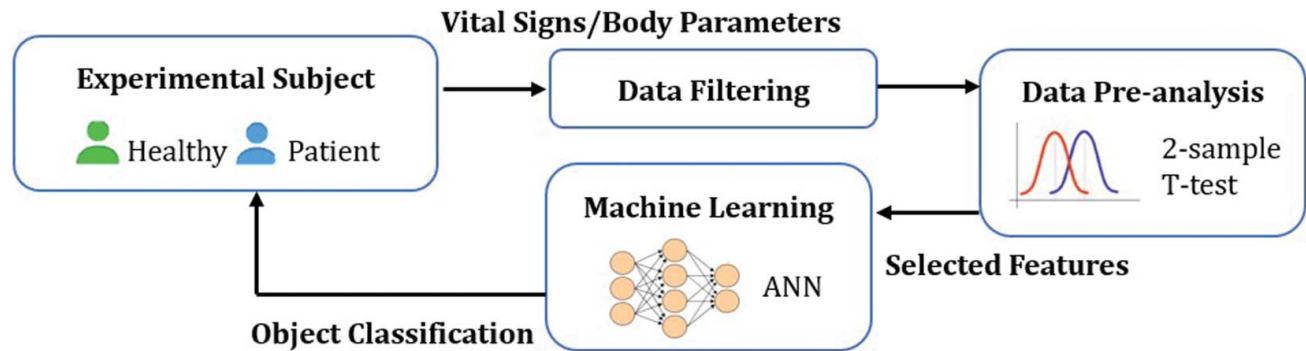 Vital Signs/Body Parameters
Experimental Subject
Healthy
Patient
Data Filtering
Data Pre-analysis
2-sample
T-test
Selected Features
Machine Learning
ANN
Object Classification